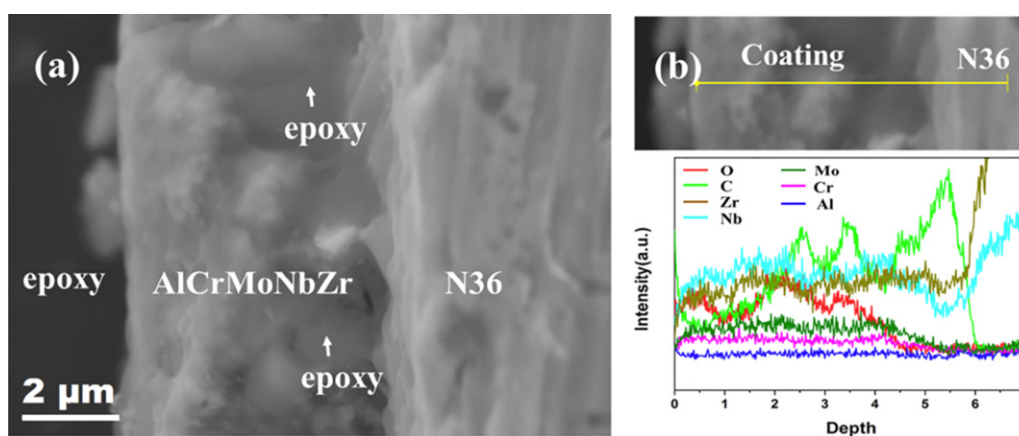 (a)
epoxy
epoxy
AlCrMoNbZr
N36
epoxy
2 μm
(b)
Coating
N36
O
C
Zr
Nb
Mo
Cr
Al
Intensity(a.u.)
0 1 2 3 4 5 6
Depth